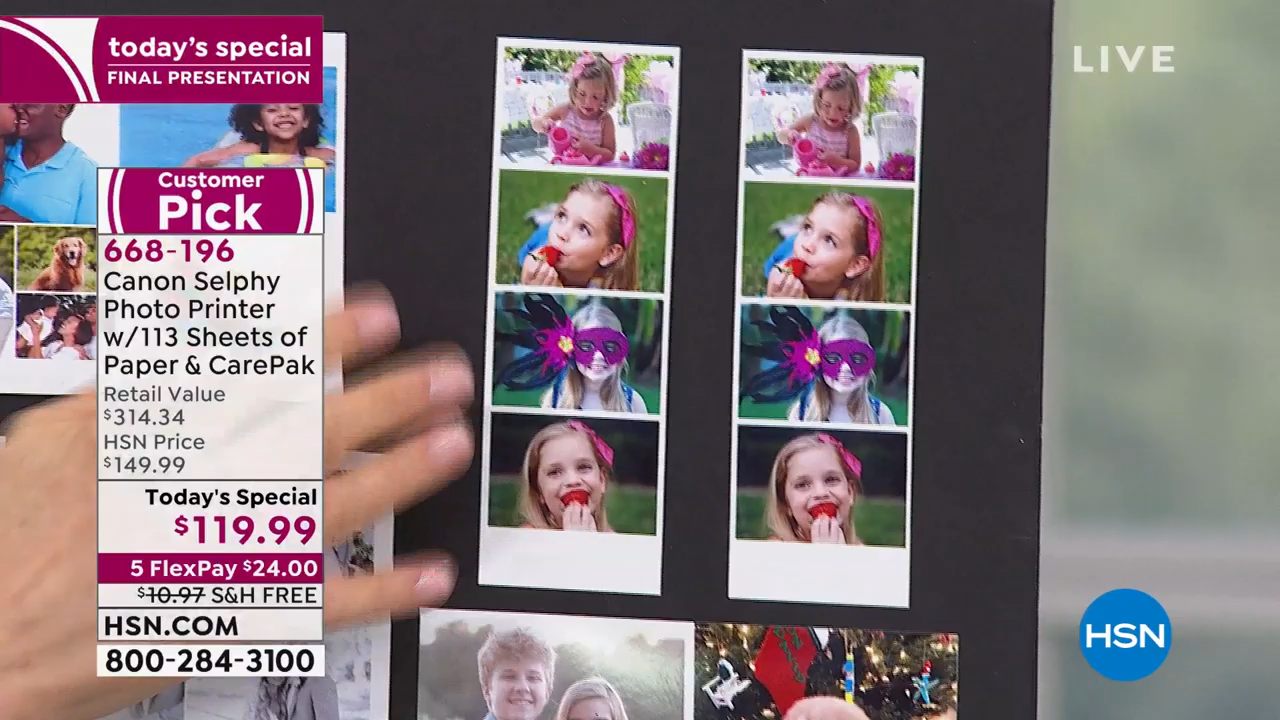 today's special
FINAL PRESENTATION
LIVE
Customer
Pick
668-196
Canon Selphy
Photo Printer
w/113 Sheets of
Paper & CarePak
Retail Value
$314.34
HSN Price
$149.99
Today's Special
$119.99
5 FlexPay $24.00
$10.97 S&H FREE
HSN.COM
800-284-3100
HSN